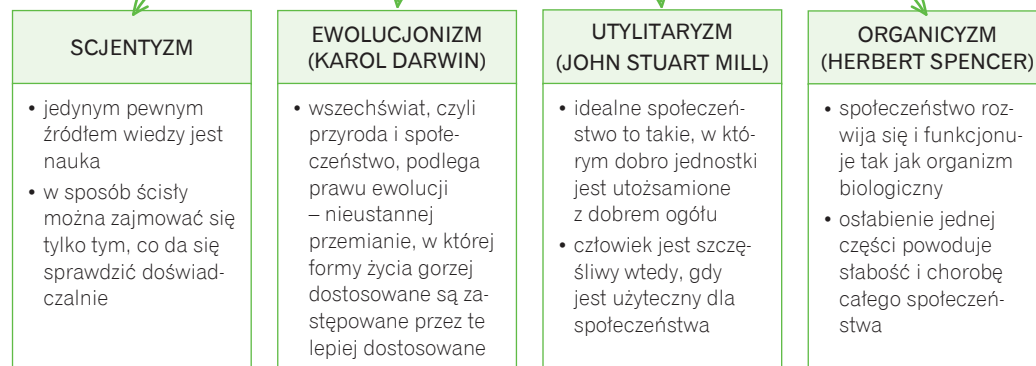 SCJENTYZM
• jedynym pewnym
źródłem wiedzy jest
nauka
• w sposób ścisły
można zajmować się
tylko tym, co da się
sprawdzić doświad-
czalnie
EWOLUCJONIZM
(KAROL DARWIN)
• wszechświat, czyli
przyroda i społe-
czeństwo, podlega
prawu ewolucji
– nieustannej
przemianie, w której
formy życia gorzej
dostosowane są za-
stępowane przez te
lepiej dostosowane
UTYLITARYZM
(JOHN STUART MILL)
• idealne społeczeń-
stwo to takie, w któ-
rym dobro jednostki
jest utożsamione
z dobrem ogółu
• człowiek jest szczę-
śliwy wtedy, gdy
jest użyteczny dla
społeczeństwa
ORGANICYZM
(HERBERT SPENCER)
• społeczeństwo roz-
wija się i funkcjonu-
je tak jak organizm
biologiczny
• osłabienie jednej
części powoduje
słabość i chorobę
całego społeczeń-
stwa